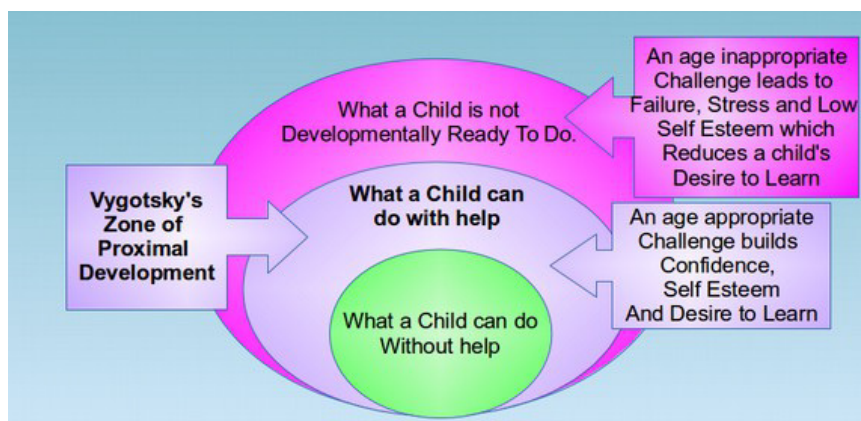 What a Child is not
Developmentally Ready To Do.
An age inappropriate
Challenge leads to
Failure, Stress and Low
Self Esteem which
Reduces a child's
Desire to Learn
Vygotsky's
Zone of
Proximal
Development
What a Child can
do with help
An age appropriate
Challenge builds
Confidence,
Self Esteem
And Desire to Learn
What a Child can do
Without help